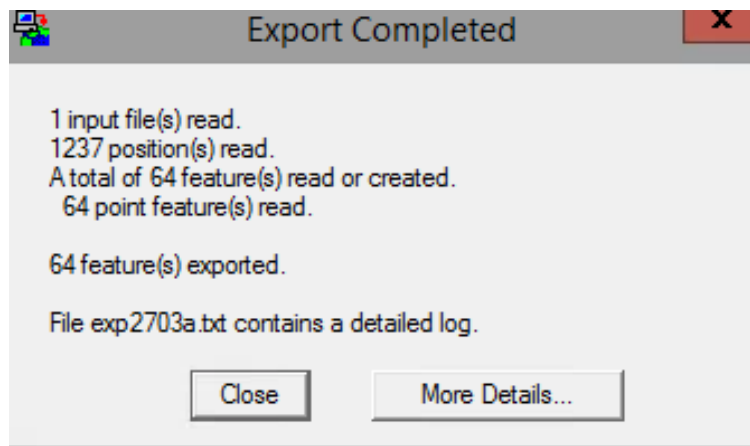 Export Completed
x
1 input file(s) read.
1237 position(s) read.
A total of 64 feature(s) read or created.
64 point feature(s) read.
64 feature(s) exported.
File exp2703a.txt contains a detailed log.
Close
More Details...